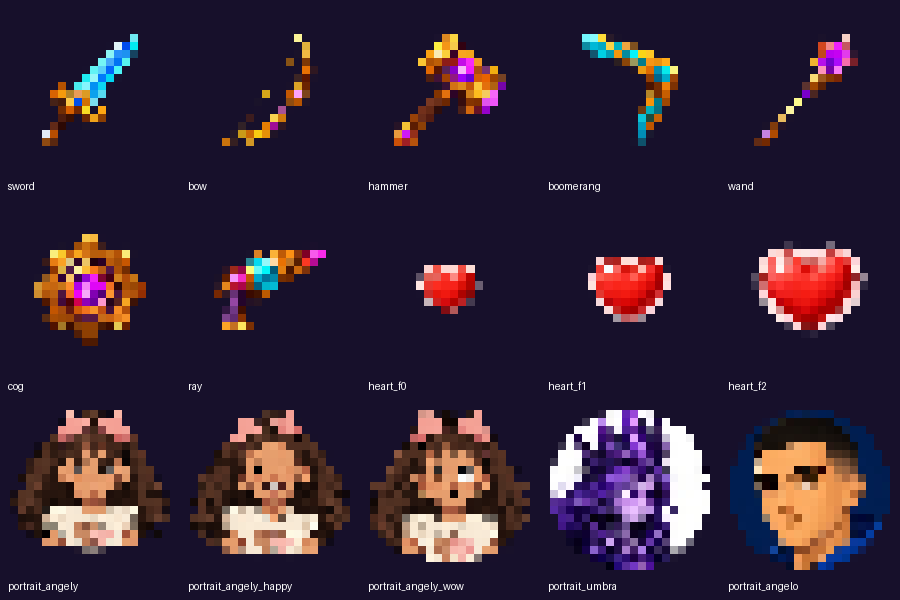 sword
bow
hammer
boomerang
wand
cog
ray
heart_f0
heart_f1
heart_f2
portrait_angely
portrait_angely_happy
portrait_angely_wow
portrait_umbra
portrait_angelo